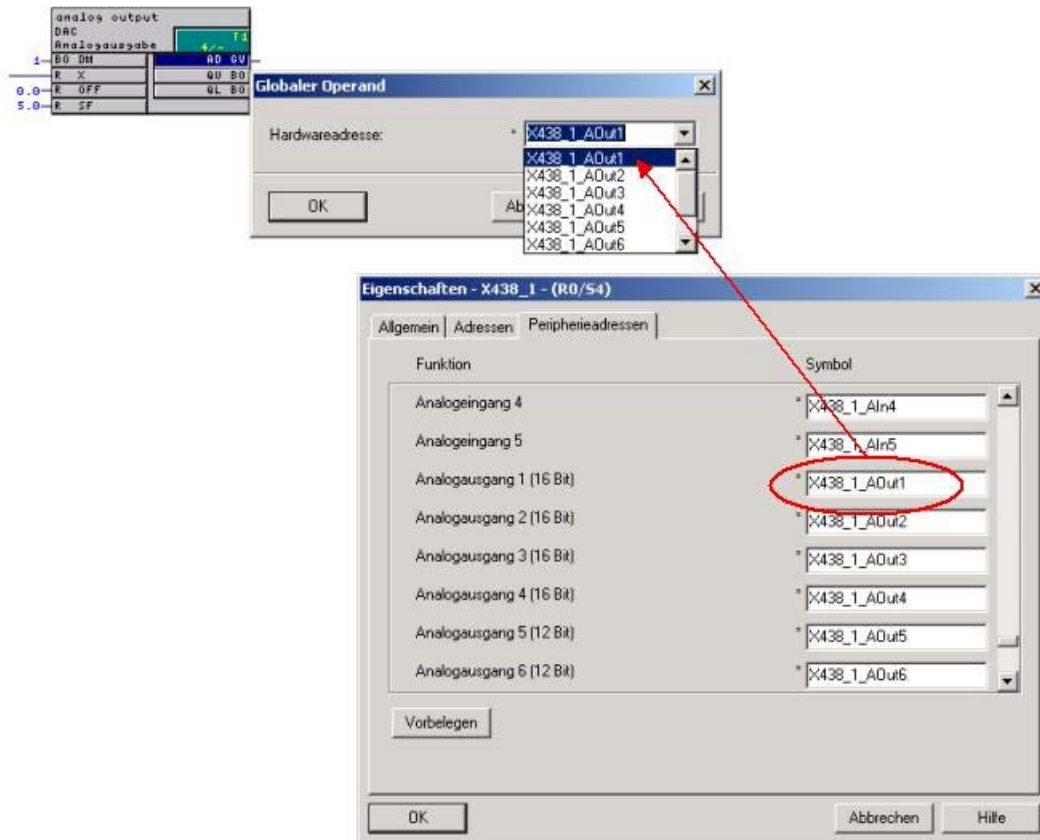 analog output
DAC
Analogausgabe
T1
4/-
1 BO DM AD GV
R X QU BO
0.0 R OFF QL BO
5.0 R SF
Globaler Operand
Hardwareadresse: * X438_1_AOut1
X438_1_AOut1
X438_1_AOut2
X438_1_AOut3
X438_1_AOut4
X438_1_AOut5
X438_1_AOut6
OK Ab
Eigenschaften - X438_1 - (R0/S4)
Allgemein Adressen Peripherieadressen
Funktion Symbol
Analogeingang 4 * X438_1_AIn4
Analogeingang 5 * X438_1_AIn5
Analogausgang 1 (16 Bit) * X438_1_AOut1
Analogausgang 2 (16 Bit) * X438_1_AOut2
Analogausgang 3 (16 Bit) * X438_1_AOut3
Analogausgang 4 (16 Bit) * X438_1_AOut4
Analogausgang 5 (12 Bit) * X438_1_AOut5
Analogausgang 6 (12 Bit) * X438_1_AOut6
Vorbelegen
OK Abbrechen Hilfe